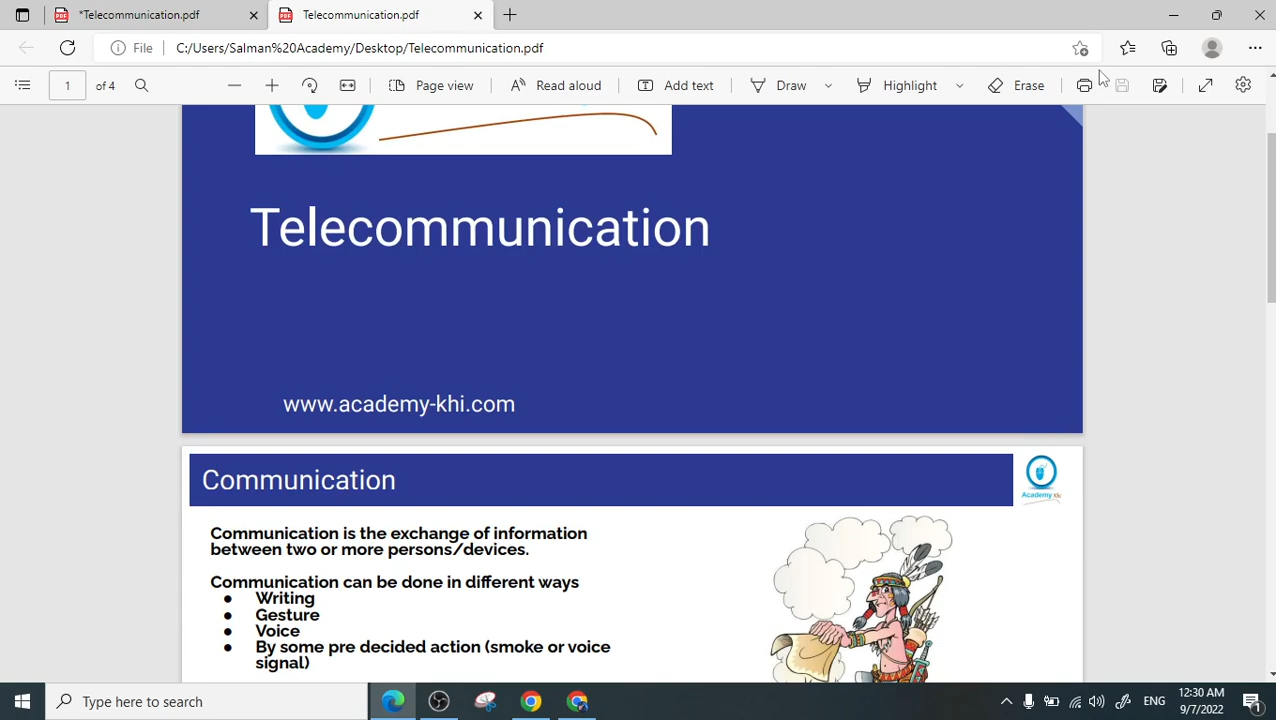 *Telecommunication.pdf
Telecommunication.pdf
File
C:/Users/Salman%20Academy/Desktop/Telecommunication.pdf
1 of 4
Page view
Read aloud
Add text
Draw
Highlight
Erase
Telecommunication
www.academy-khi.com
Communication
Academy Khi
Communication is the exchange of information
between two or more persons/devices.
Communication can be done in different ways
● Writing
● Gesture
● Voice
● By some pre decided action (smoke or voice
signal)
Type here to search
ENG
12:30 AM
9/7/2022
1